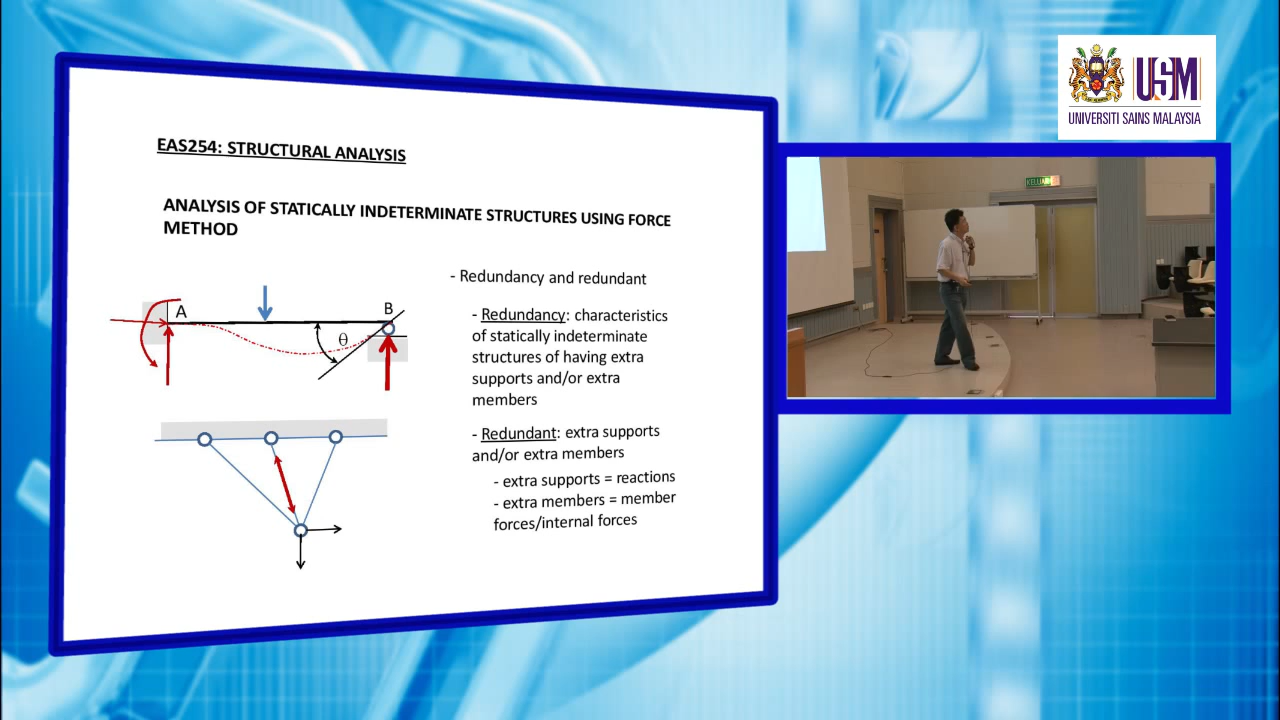 EAS254: STRUCTURAL ANALYSIS
ANALYSIS OF STATICALLY INDETERMINATE STRUCTURES USING FORCE
METHOD
A
B
θ
- Redundancy and redundant
- Redundancy: characteristics
of statically indeterminate
structures of having extra
supports and/or extra
members
- Redundant: extra supports
and/or extra members
- extra supports = reactions
- extra members = member
forces/internal forces
USM
UNIVERSITI SAINS MALAYSIA
KELUAR